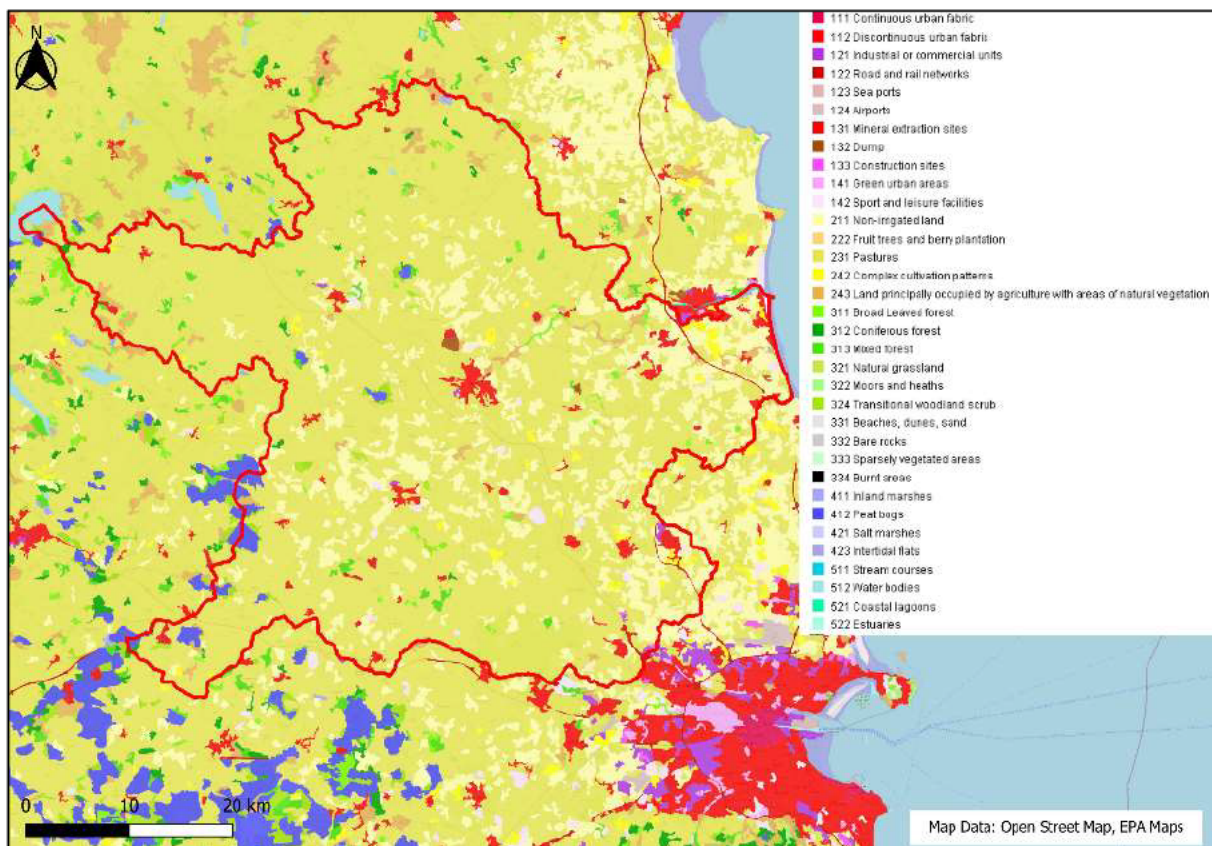 N
111 Continuous urban fabric
112 Discontinuous urban fabric
121 Industrial or commercial units
122 Road and rail networks
123 Sea ports
124 Airports
131 Mineral extraction sites
132 Dump
133 Construction sites
141 Green urban areas
142 Sport and leisure facilities
211 Non-irrigated land
222 Fruit trees and berry plantation
231 Pastures
242 Complex cultivation patterns
243 Land principally occupied by agriculture with areas of natural vegetation
311 Broad Leaved forest
312 Coniferous forest
313 Mixed forest
321 Natural grassland
322 Moors and heaths
324 Transitional woodland scrub
331 Beaches, dunes, sand
332 Bare rocks
333 Sparsely vegetated areas
334 Burnt areas
411 Inland marshes
412 Peat bogs
421 Salt marshes
423 Intertidal flats
511 Stream courses
512 Water bodies
521 Coastal lagoons
522 Estuaries
0 10 20 km
Map Data: Open Street Map, EPA Maps